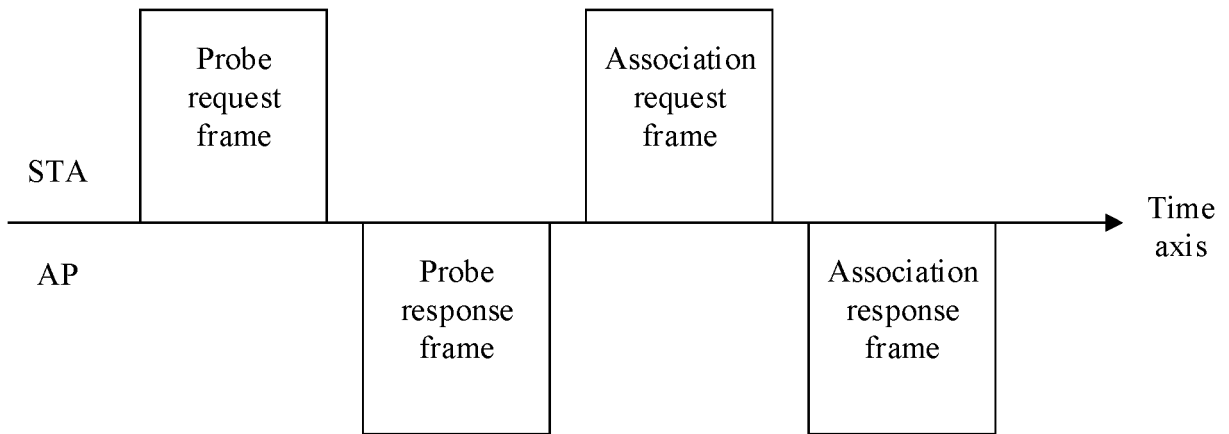 STA
AP
Probe
request
frame
Probe
response
frame
Association
request
frame
Association
response
frame
Time
axis